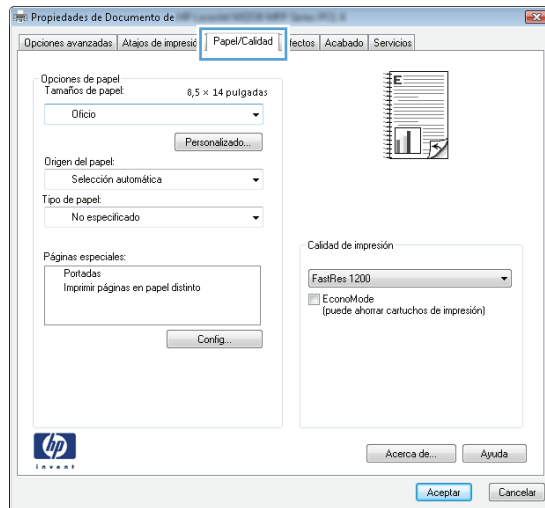 Propiedades de Documento de
Opciones avanzadas Atajos de impresió Papel/Calidad fectos Acabado Servicios
Opciones de papel
Tamaños de papel: 8,5 × 14 pulgadas
Oficio
Personalizado...
Origen del papel:
Selección automática
Tipo de papel:
No especificado
Páginas especiales:
Portadas
Imprimir páginas en papel distinto
Config...
E
Calidad de impresión
FastRes 1200
EconoMode
(puede ahorrar cartuchos de impresión)
hp
invent
Acerca de... Ayuda
Aceptar Cancelar